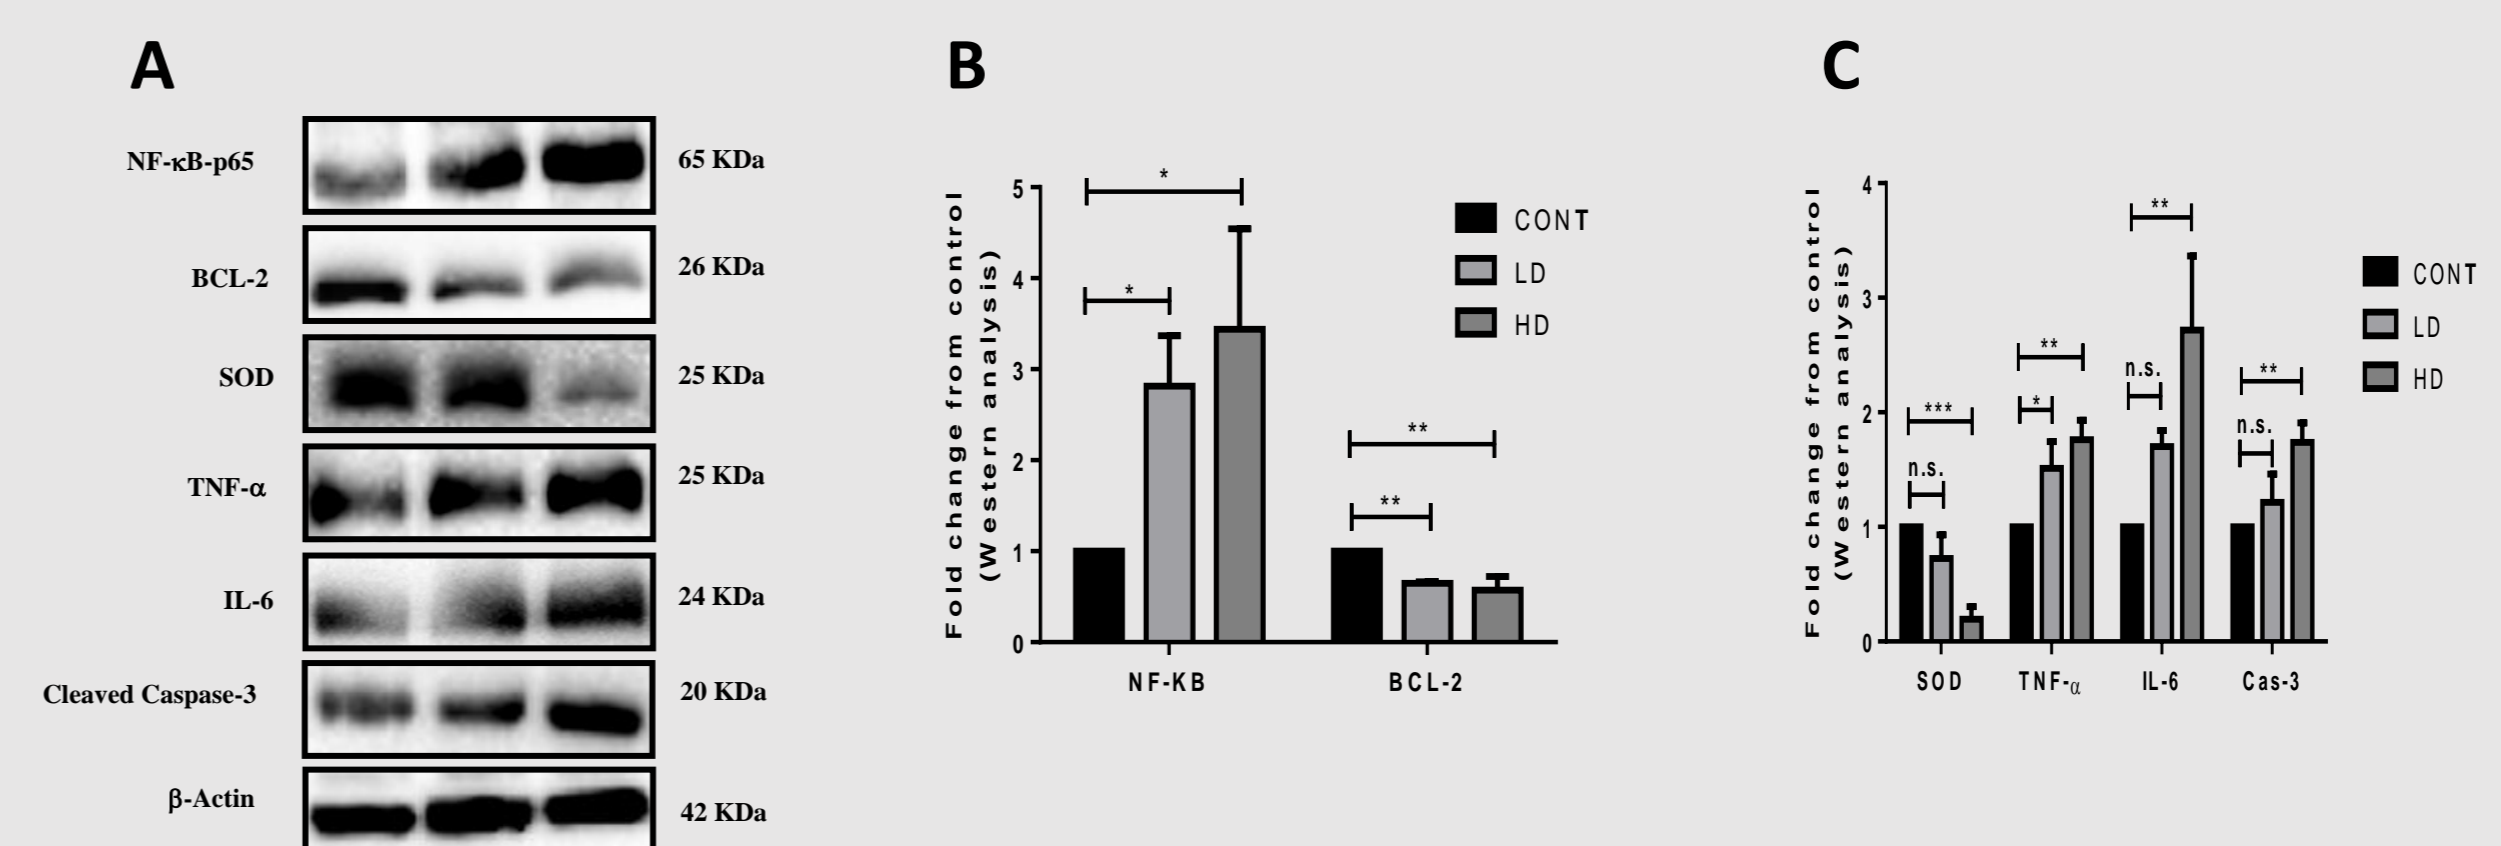 A
NF-κB-p65 65 KDa
BCL-2 26 KDa
SOD 25 KDa
TNF-α 25 KDa
IL-6 24 KDa
Cleaved Caspase-3 20 KDa
β-Actin 42 KDa
B
Fold change from control
(Western analysis)
5
4
3
2
1
0
*
*
**
**
NF-KB
BCL-2
CONT
LD
HD
C
Fold change from control
(Western analysis)
4
3
2
1
0
***
n.s.
**
*
**
n.s.
**
n.s.
SOD
TNF-α
IL-6
Cas-3
CONT
LD
HD